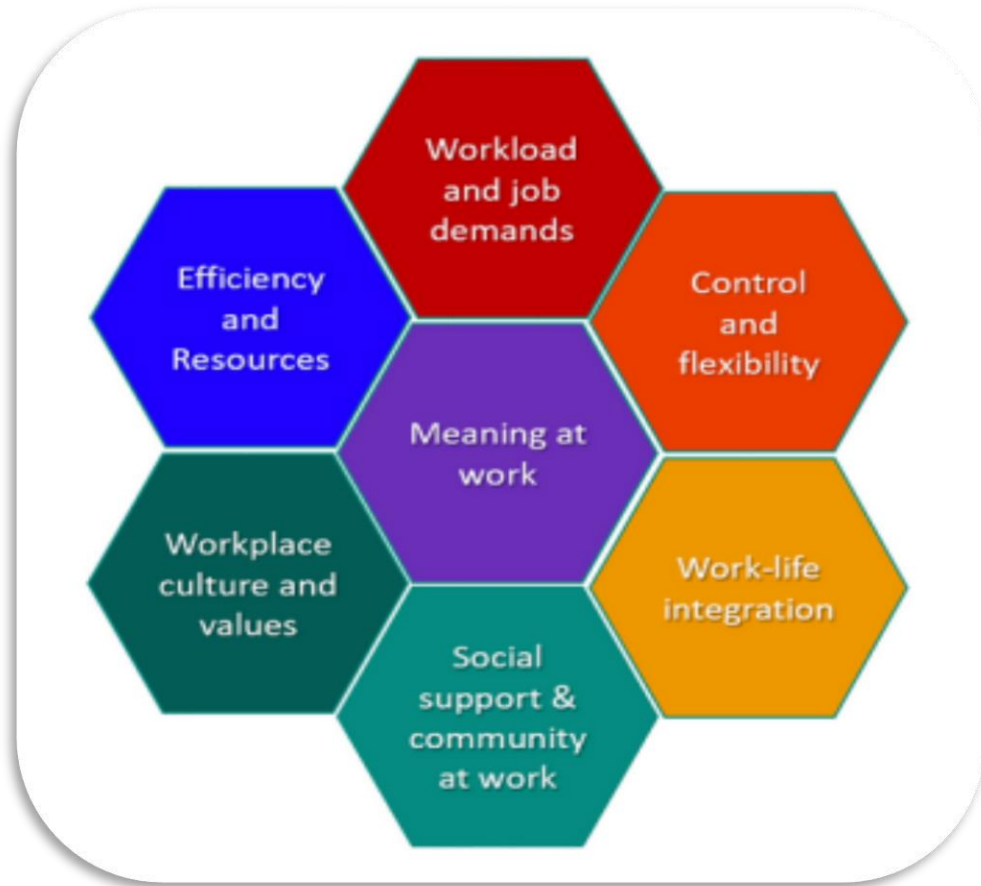 Workload
and job
demands
Efficiency
and
Resources
Control
and
flexibility
Meaning at
work
Workplace
culture and
values
Work-life
integration
Social
support &
community
at work